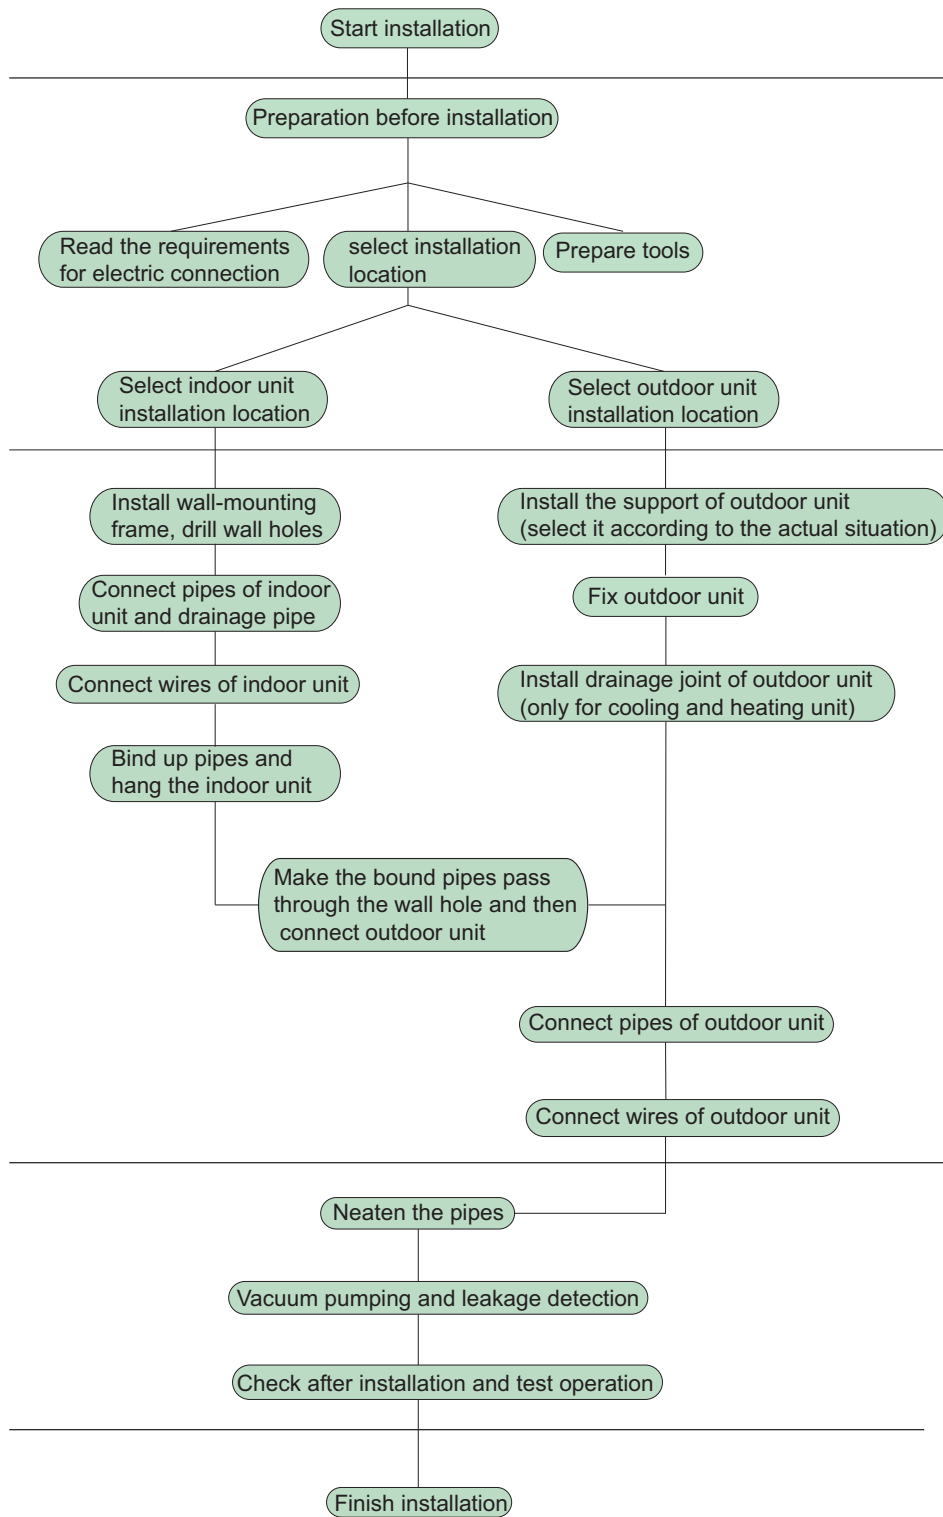 Start installation
Preparation before installation
Read the requirements
for electric connection
select installation
location
Prepare tools
Select indoor unit
installation location
Select outdoor unit
installation location
Install wall-mounting
frame, drill wall holes
Install the support of outdoor unit
(select it according to the actual situation)
Connect pipes of indoor
unit and drainage pipe
Fix outdoor unit
Connect wires of indoor unit
Install drainage joint of outdoor unit
(only for cooling and heating unit)
Bind up pipes and
hang the indoor unit
Make the bound pipes pass
through the wall hole and then
connect outdoor unit
Connect pipes of outdoor unit
Connect wires of outdoor unit
Neaten the pipes
Vacuum pumping and leakage detection
Check after installation and test operation
Finish installation